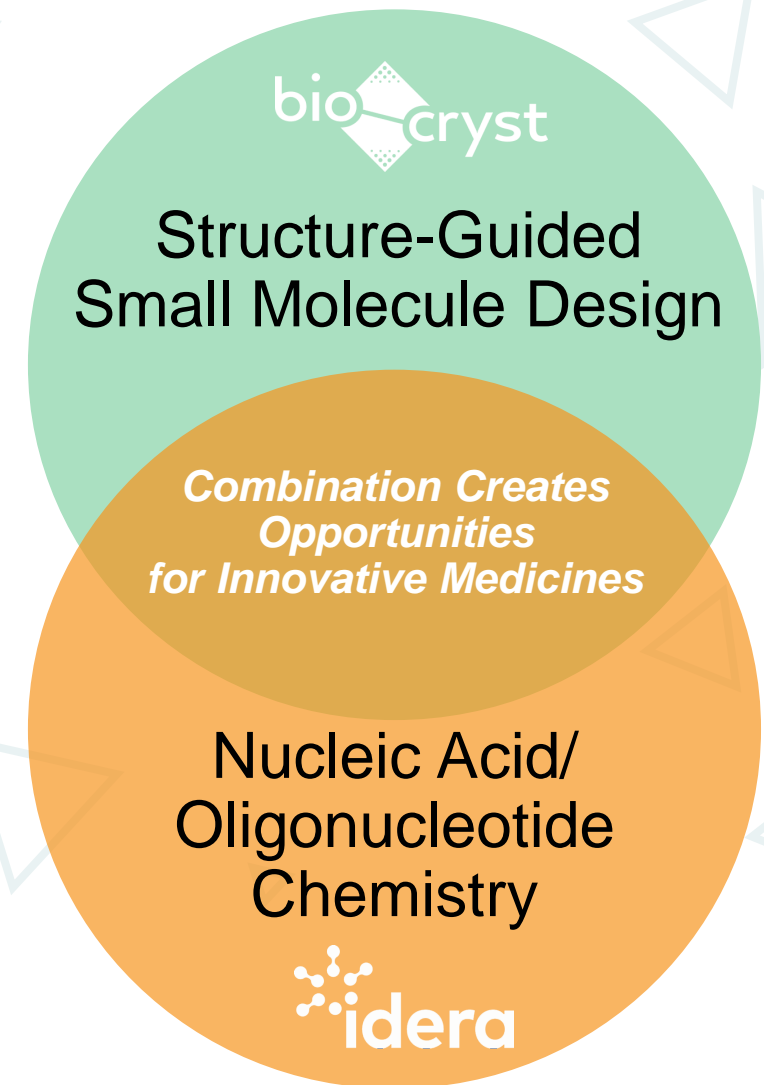 bio cryst
Structure-Guided
Small Molecule Design
Combination Creates
Opportunities
for Innovative Medicines
Nucleic Acid/
Oligonucleotide
Chemistry
idera